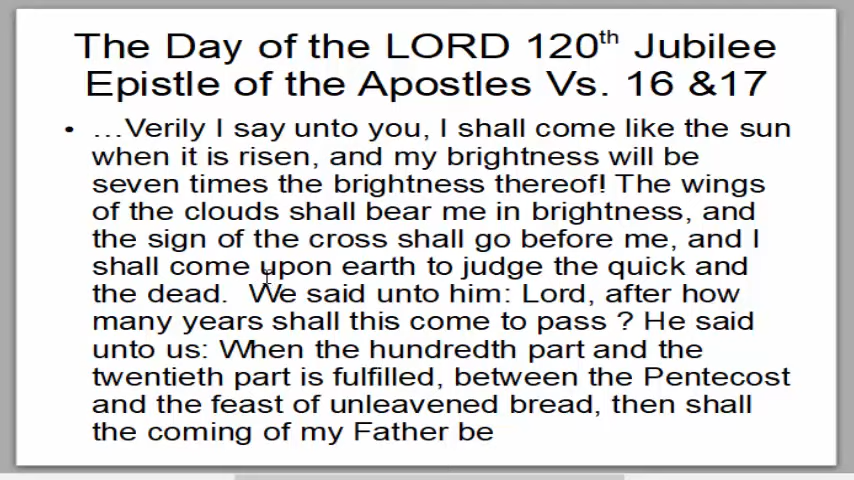 The Day of the LORD 120th Jubilee
Epistle of the Apostles Vs. 16 &17
• …Verily I say unto you, I shall come like the sun
when it is risen, and my brightness will be
seven times the brightness thereof! The wings
of the clouds shall bear me in brightness, and
the sign of the cross shall go before me, and I
shall come upon earth to judge the quick and
the dead.  We said unto him: Lord, after how
many years shall this come to pass ? He said
unto us: When the hundredth part and the
twentieth part is fulfilled, between the Pentecost
and the feast of unleavened bread, then shall
the coming of my Father be